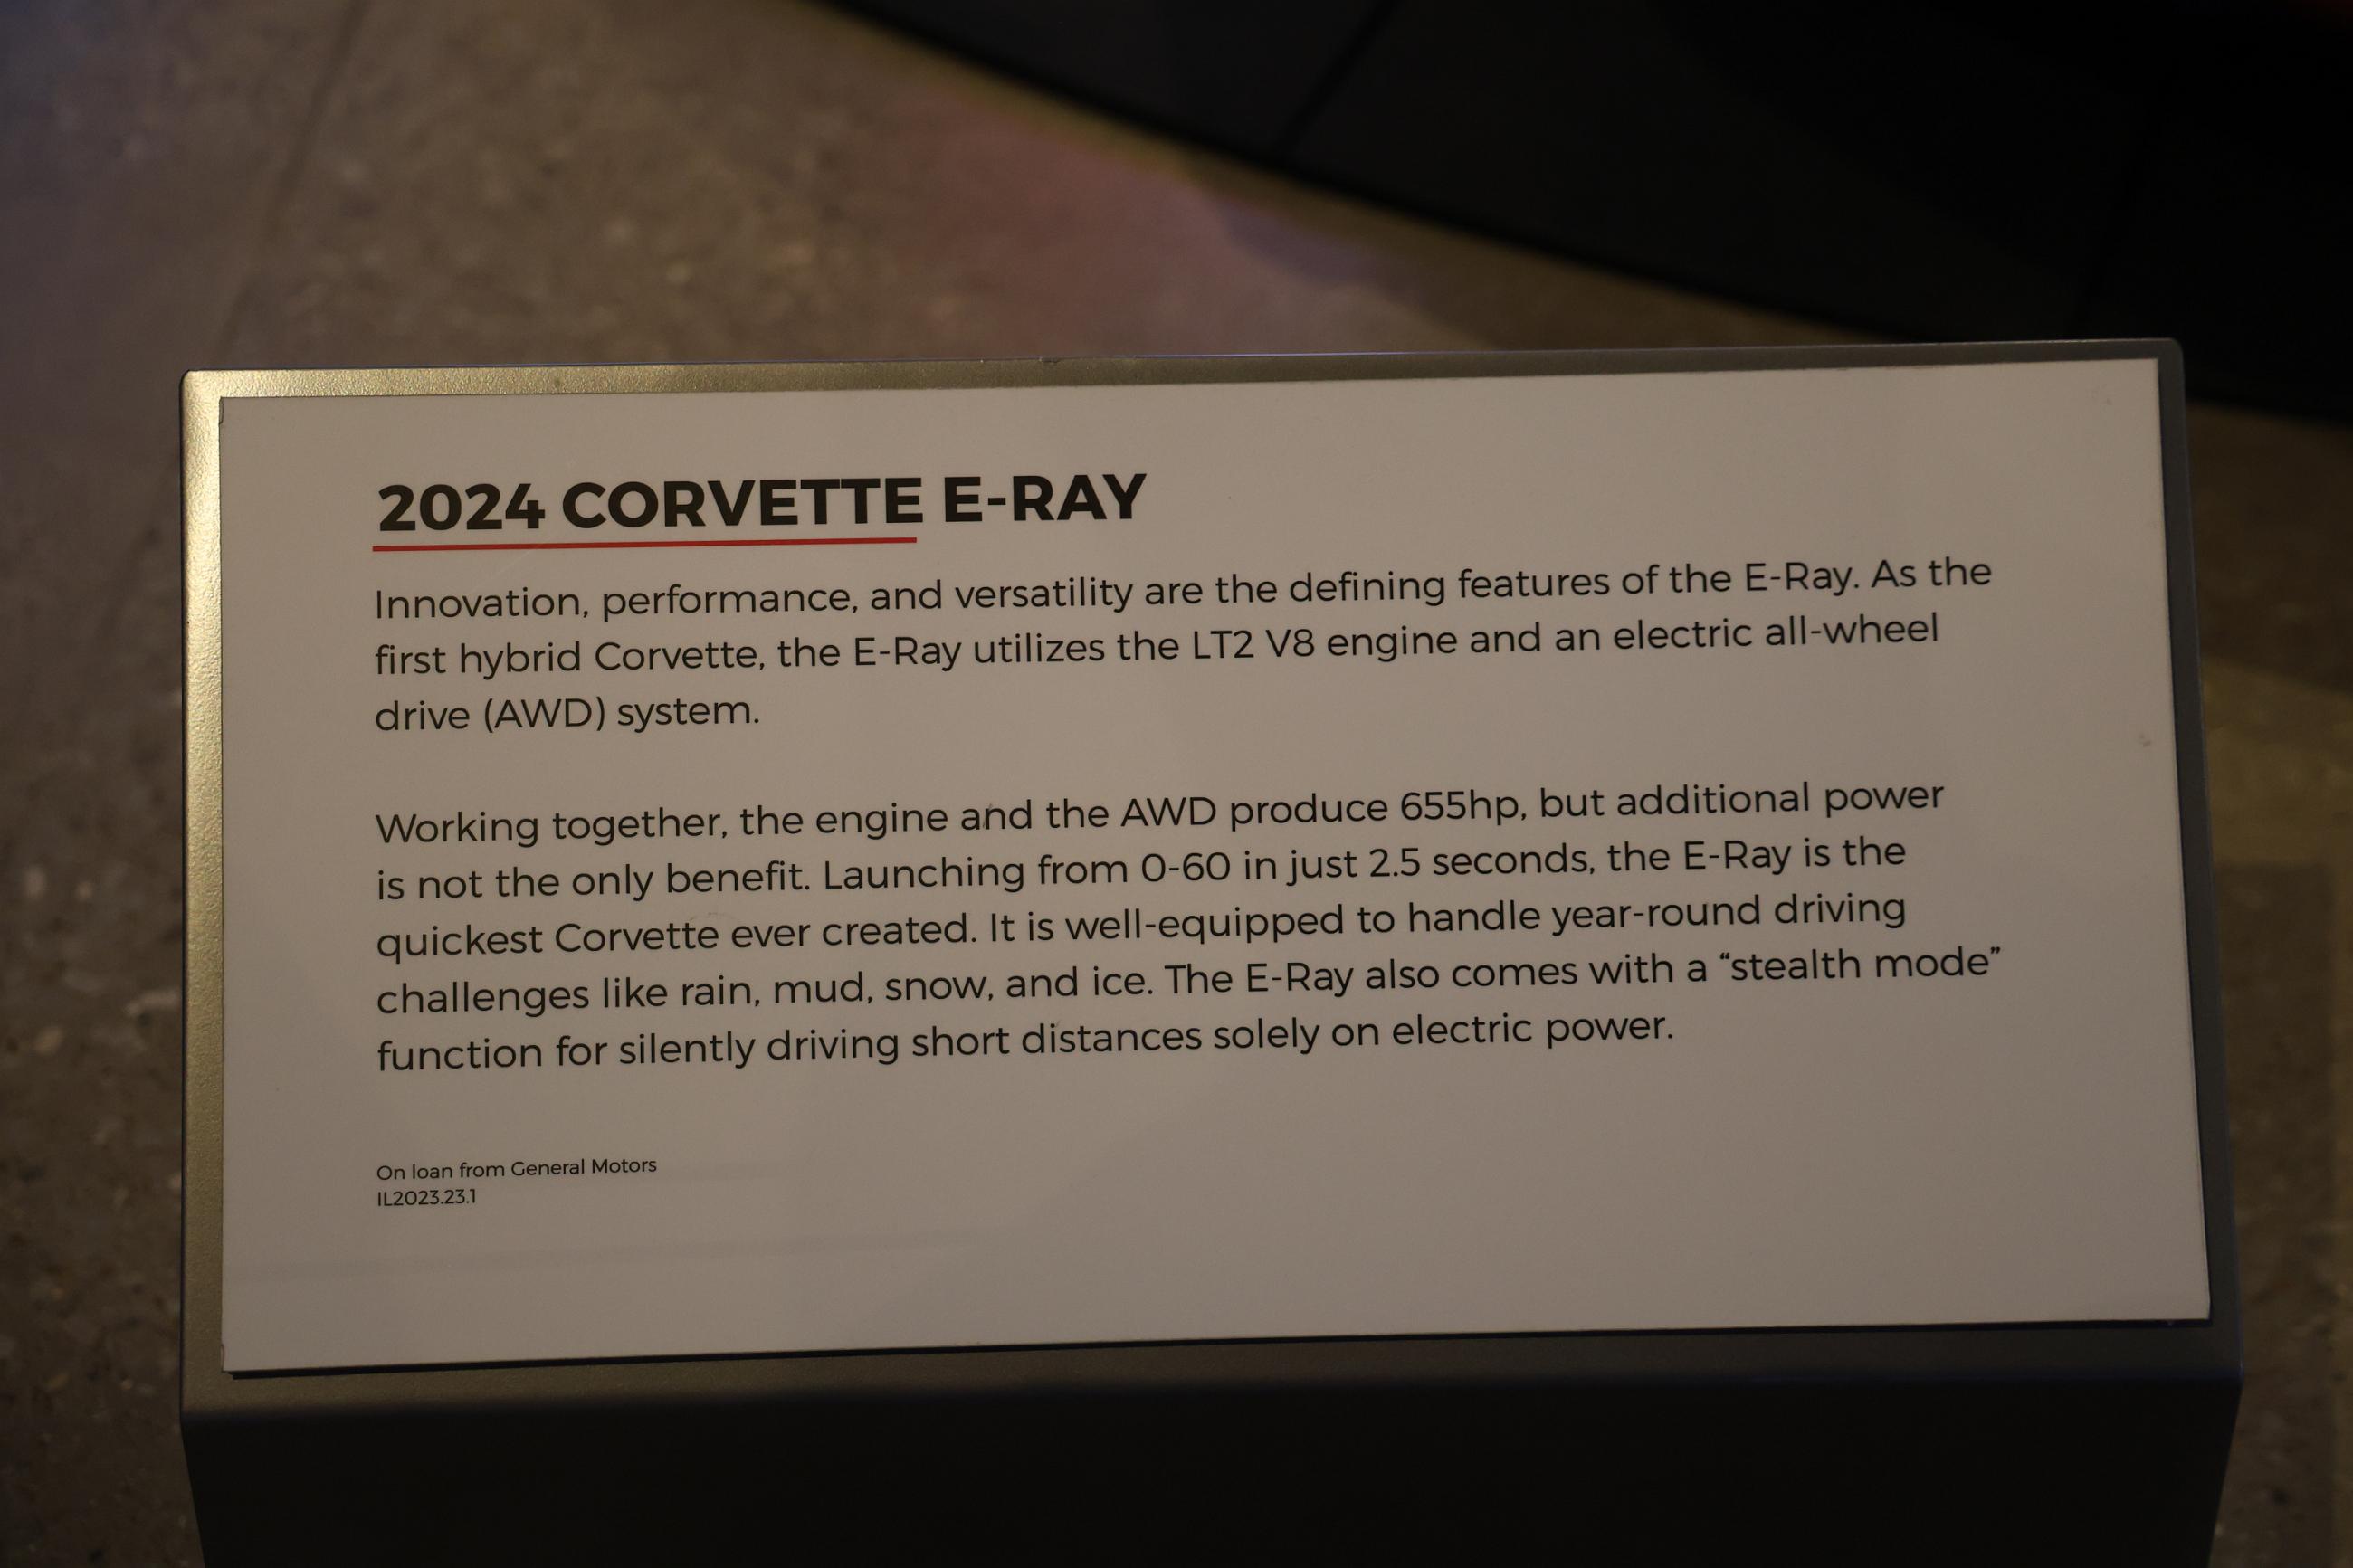 2024 CORVETTE E-RAY
Innovation, performance, and versatility are the defining features of the E-Ray. As the
first hybrid Corvette, the E-Ray utilizes the LT2 V8 engine and an electric all-wheel
drive (AWD) system.
Working together, the engine and the AWD produce 655hp, but additional power
is not the only benefit. Launching from 0-60 in just 2.5 seconds, the E-Ray is the
quickest Corvette ever created. It is well-equipped to handle year-round driving
challenges like rain, mud, snow, and ice. The E-Ray also comes with a “stealth mode”
function for silently driving short distances solely on electric power.
On loan from General Motors
IL2023.23.1